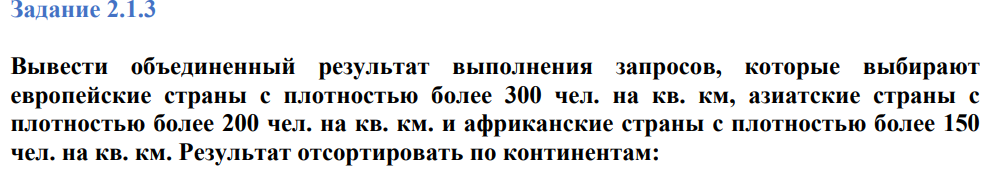 Задание 2.1.3
Вывести объединенный результат выполнения запросов, которые выбирают
европейские страны с плотностью более 300 чел. на кв. км, азиатские страны с
плотностью более 200 чел. на кв. км. и африканские страны с плотностью более 150
чел. на кв. км. Результат отсортировать по континентам: